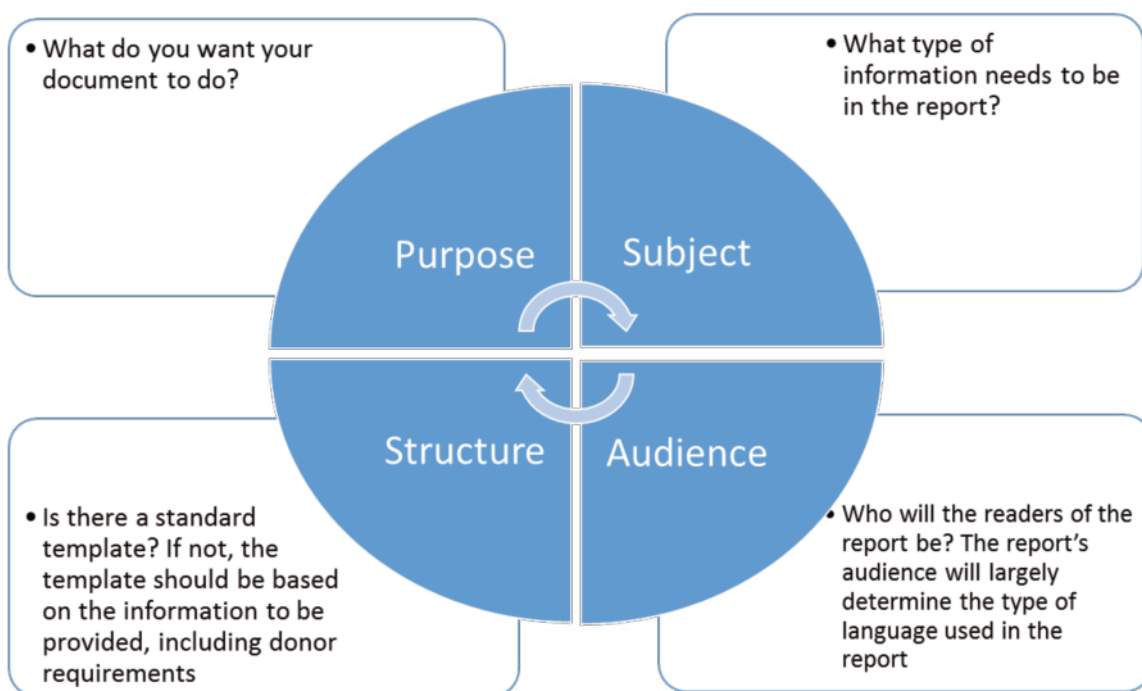 • What do you want your
document to do?
• What type of
information needs to be
in the report?
Purpose
Subject
Structure
Audience
• Is there a standard
template? If not, the
template should be based
on the information to be
provided, including donor
requirements
• Who will the readers of the
report be? The report's
audience will largely
determine the type of
language used in the
report